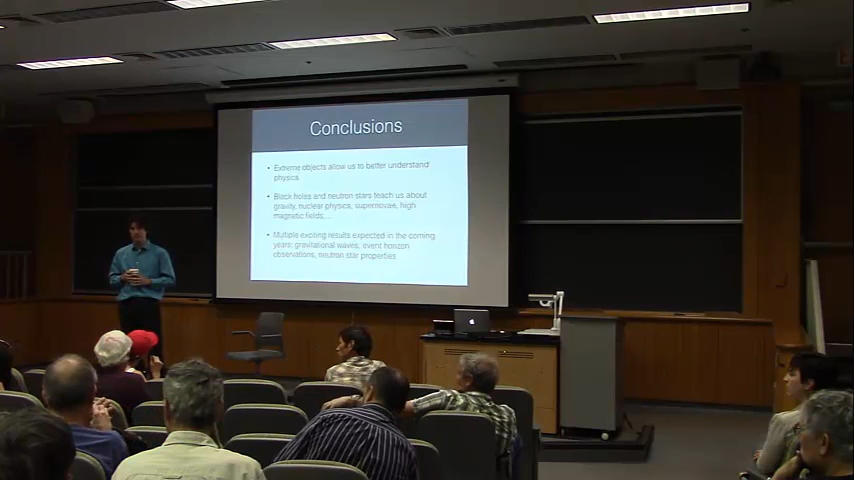 Conclusions
• Extreme objects allow us to better understand
physics
• Black holes and neutron stars teach us about
gravity, nuclear physics, supernovae, high
magnetic fields,...
• Multiple exciting results expected in the coming
years: gravitational waves, event horizon
observations, neutron star properties